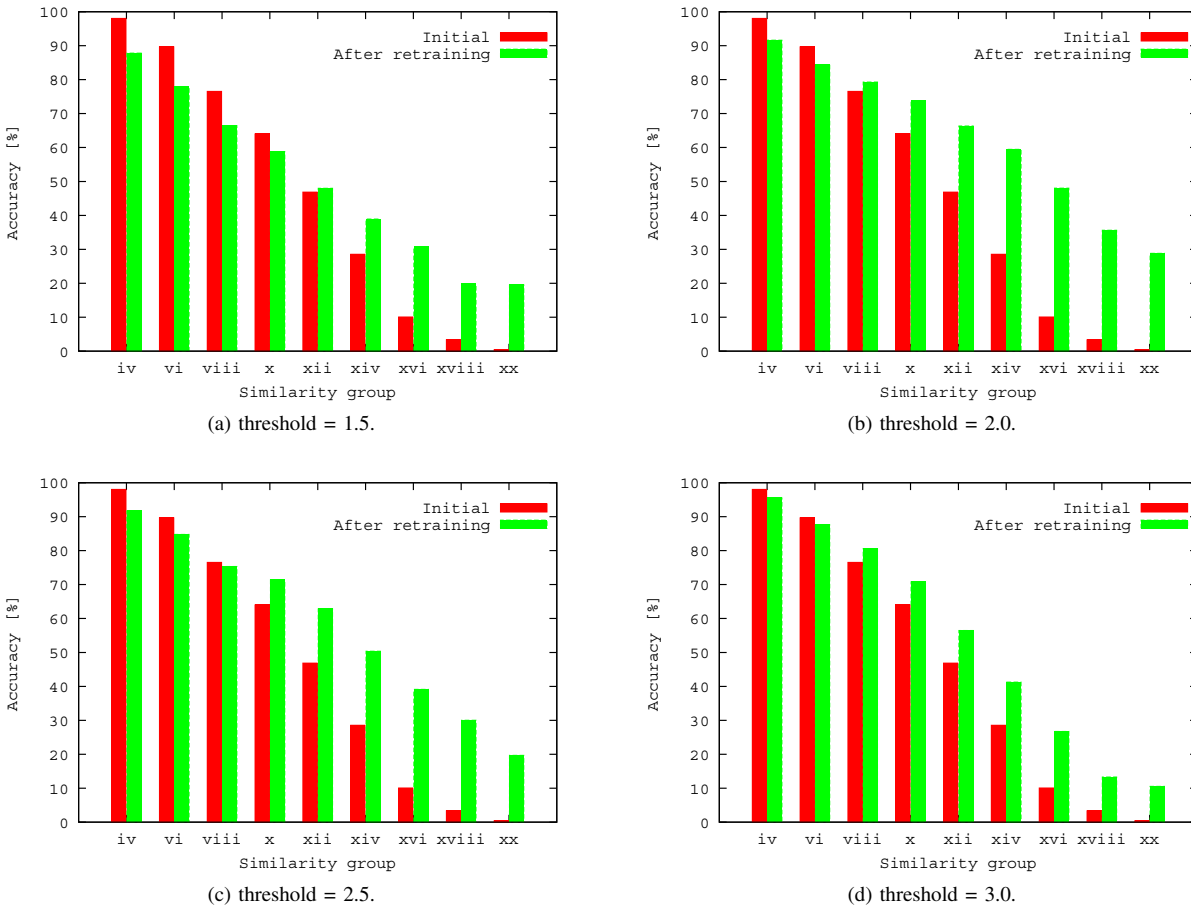 100
90
80
70
60
50
40
30
20
10
0
Accuracy [%]
Initial
After retraining
iv vi viii x xii xiv xvi xviii xx
Similarity group
(a) threshold = 1.5.
100
90
80
70
60
50
40
30
20
10
0
Accuracy [%]
Initial
After retraining
iv vi viii x xii xiv xvi xviii xx
Similarity group
(b) threshold = 2.0.
100
90
80
70
60
50
40
30
20
10
0
Accuracy [%]
Initial
After retraining
iv vi viii x xii xiv xvi xviii xx
Similarity group
(c) threshold = 2.5.
100
90
80
70
60
50
40
30
20
10
0
Accuracy [%]
Initial
After retraining
iv vi viii x xii xiv xvi xviii xx
Similarity group
(d) threshold = 3.0.